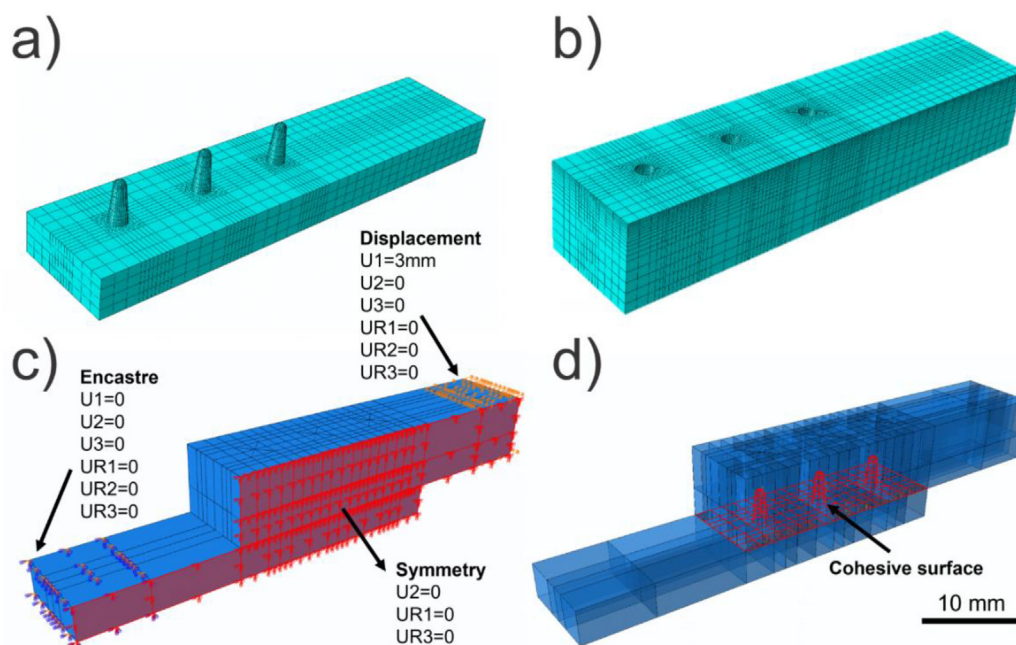 a)
b)
Displacement
U1=3mm
U2=0
U3=0
UR1=0
UR2=0
UR3=0
c)
Encastre
U1=0
U2=0
U3=0
UR1=0
UR2=0
UR3=0
Symmetry
U2=0
UR1=0
UR3=0
d)
Cohesive surface
10 mm